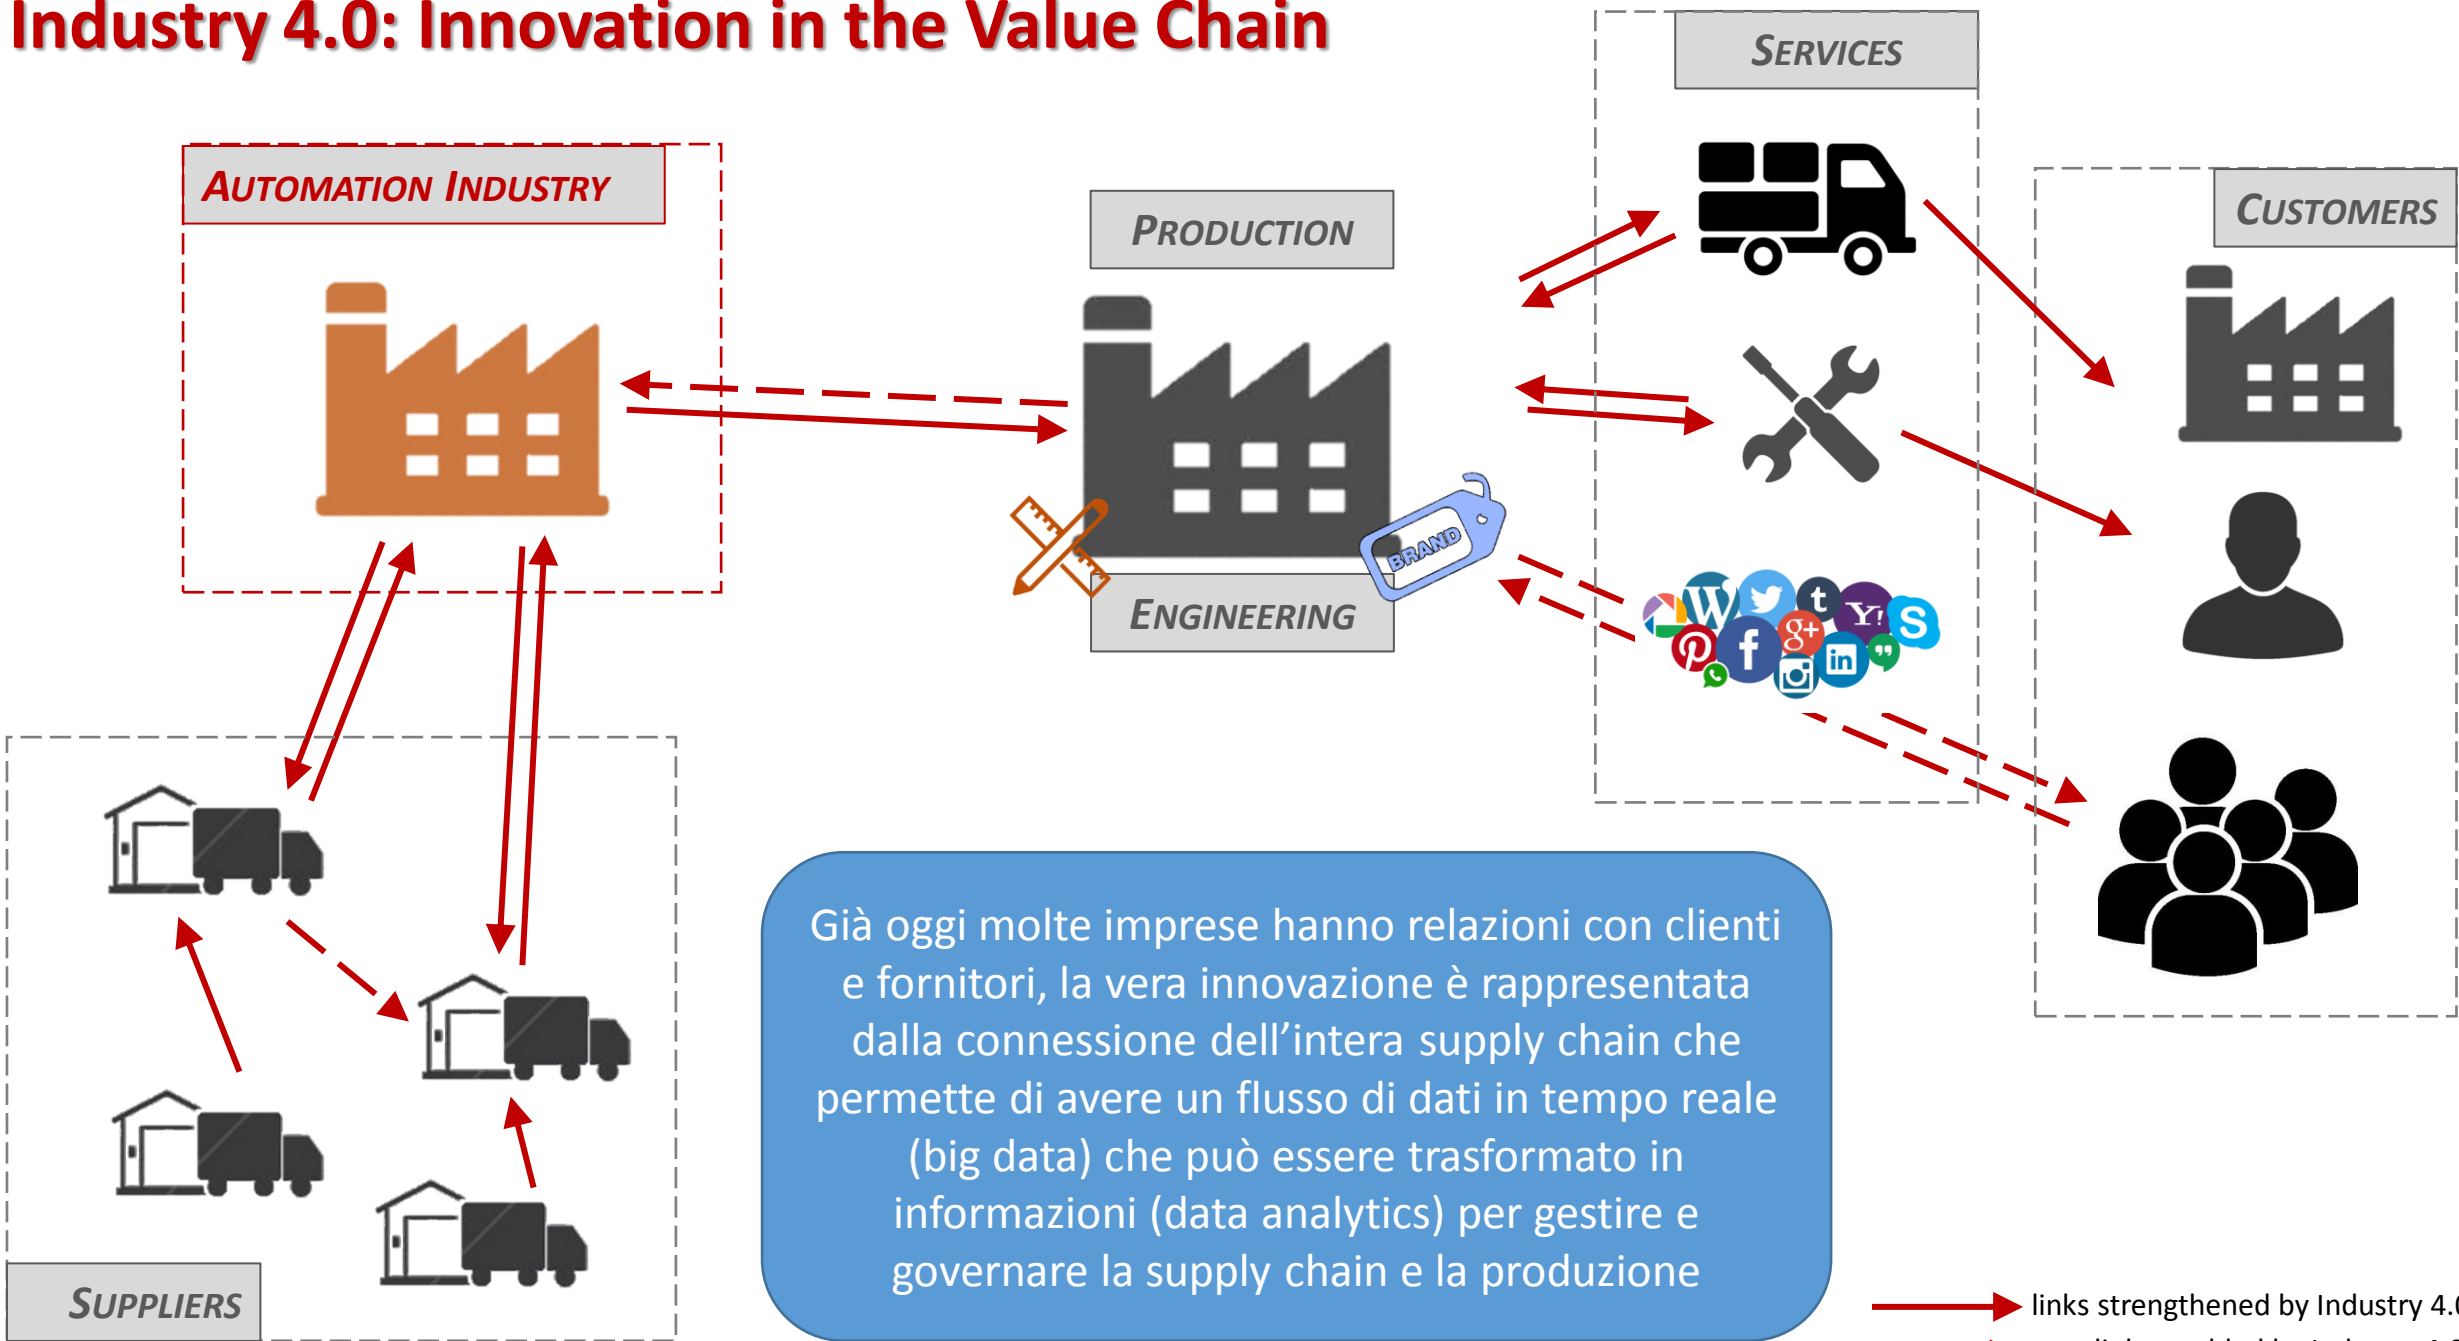 Industry 4.0: Innovation in the Value Chain
SERVICES
AUTOMATION INDUSTRY
PRODUCTION
CUSTOMERS
BRAND
ENGINEERING
Già oggi molte imprese hanno relazioni con clienti
e fornitori, la vera innovazione è rappresentata
dalla connessione dell’intera supply chain che
permette di avere un flusso di dati in tempo reale
(big data) che può essere trasformato in
informazioni (data analytics) per gestire e
governare la supply chain e la produzione
SUPPLIERS
links strengthened by Industry 4.0